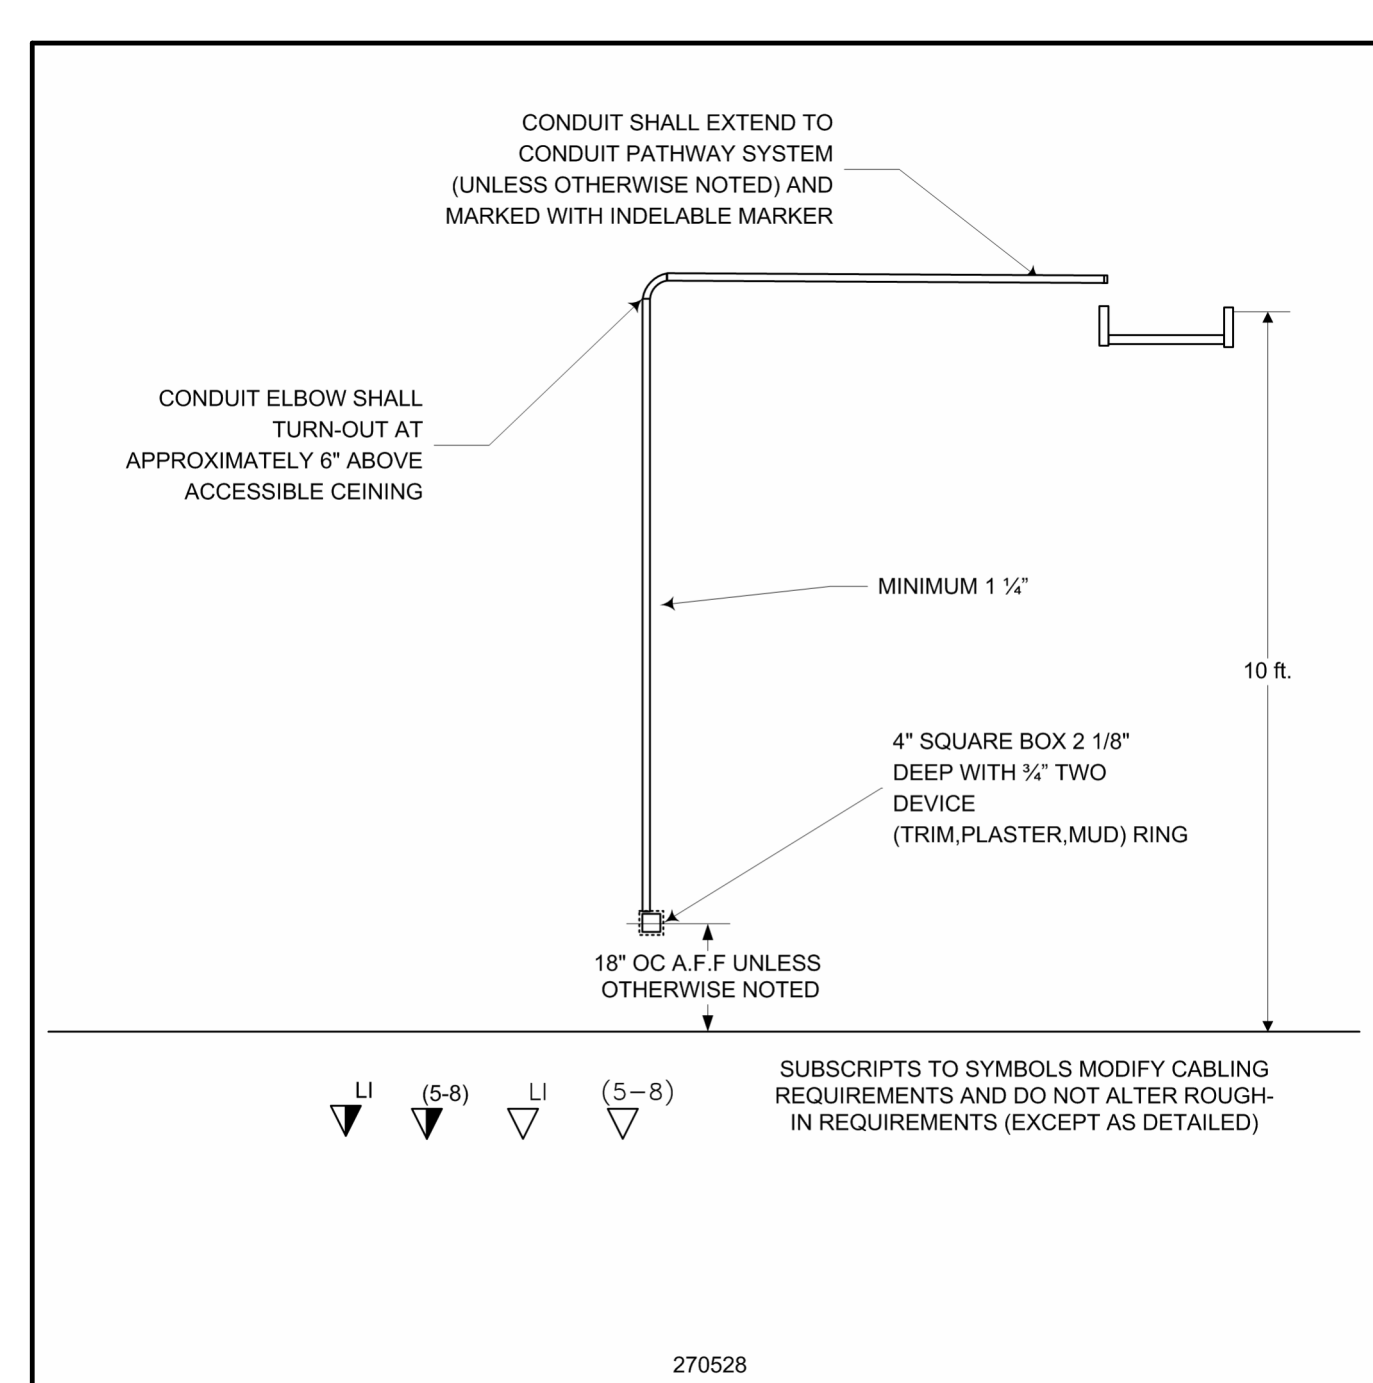 CONDUIT SHALL EXTEND TO
CONDUIT PATHWAY SYSTEM
(UNLESS OTHERWISE NOTED) AND
MARKED WITH INDELABLE MARKER
CONDUIT ELBOW SHALL
TURN-OUT AT
APPROXIMATELY 6" ABOVE
ACCESSIBLE CEINING
MINIMUM 1 ¼”
10 ft.
4" SQUARE BOX 2 1/8"
DEEP WITH ¾” TWO
DEVICE
(TRIM,PLASTER,MUD) RING
18" OC A.F.F UNLESS
OTHERWISE NOTED
SUBSCRIPTS TO SYMBOLS MODIFY CABLING
REQUIREMENTS AND DO NOT ALTER ROUGH-
IN REQUIREMENTS (EXCEPT AS DETAILED)
LI
(5-8)
LI
(5-8)
270528